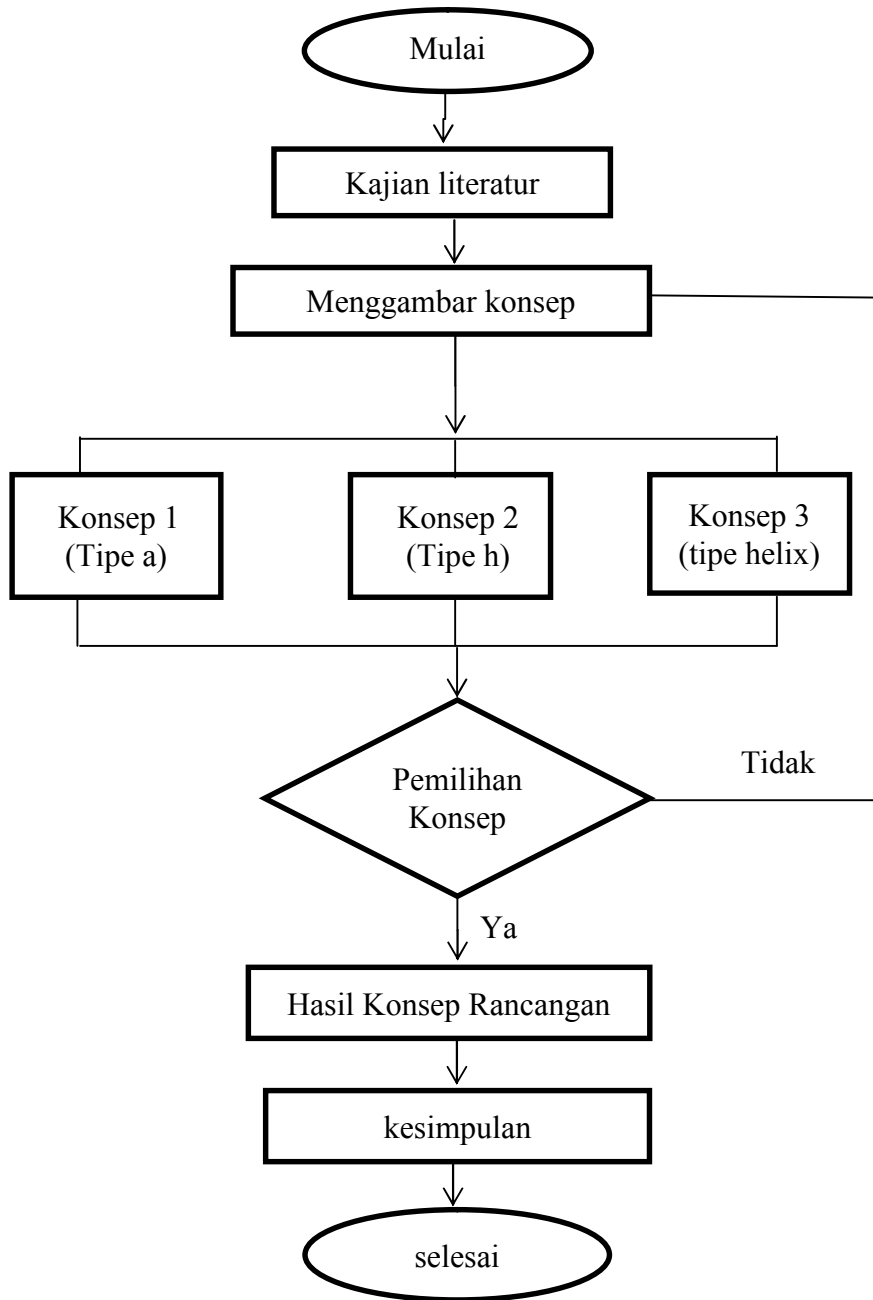 Mulai
Kajian literatur
Menggambar konsep
Konsep 1
(Tipe a)
Konsep 2
(Tipe h)
Konsep 3
(tipe helix)
Pemilihan
Konsep
Tidak
Ya
Hasil Konsep Rancangan
kesimpulan
selesai